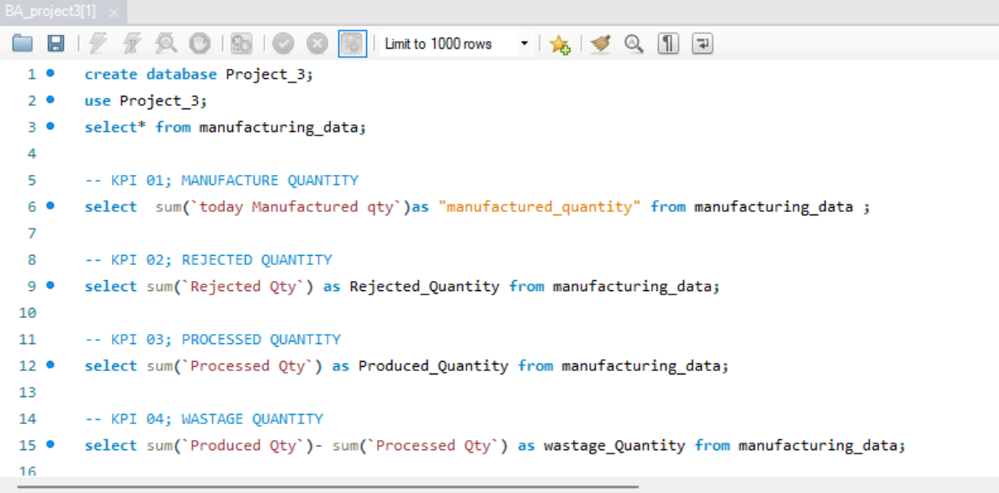 BA_project3[1] ×
Limit to 1000 rows
1 create database Project_3;
2 use Project_3;
3 select* from manufacturing_data;
4
5 -- KPI 01; MANUFACTURE QUANTITY
6 select  sum(`today Manufactured qty`)as "manufactured_quantity" from manufacturing_data ;
7
8 -- KPI 02; REJECTED QUANTITY
9 select sum(`Rejected Qty`) as Rejected_Quantity from manufacturing_data;
10
11 -- KPI 03; PROCESSED QUANTITY
12 select sum(`Processed Qty`) as Produced_Quantity from manufacturing_data;
13
14 -- KPI 04; WASTAGE QUANTITY
15 select sum(`Produced Qty`)- sum(`Processed Qty`) as wastage_Quantity from manufacturing_data;
16